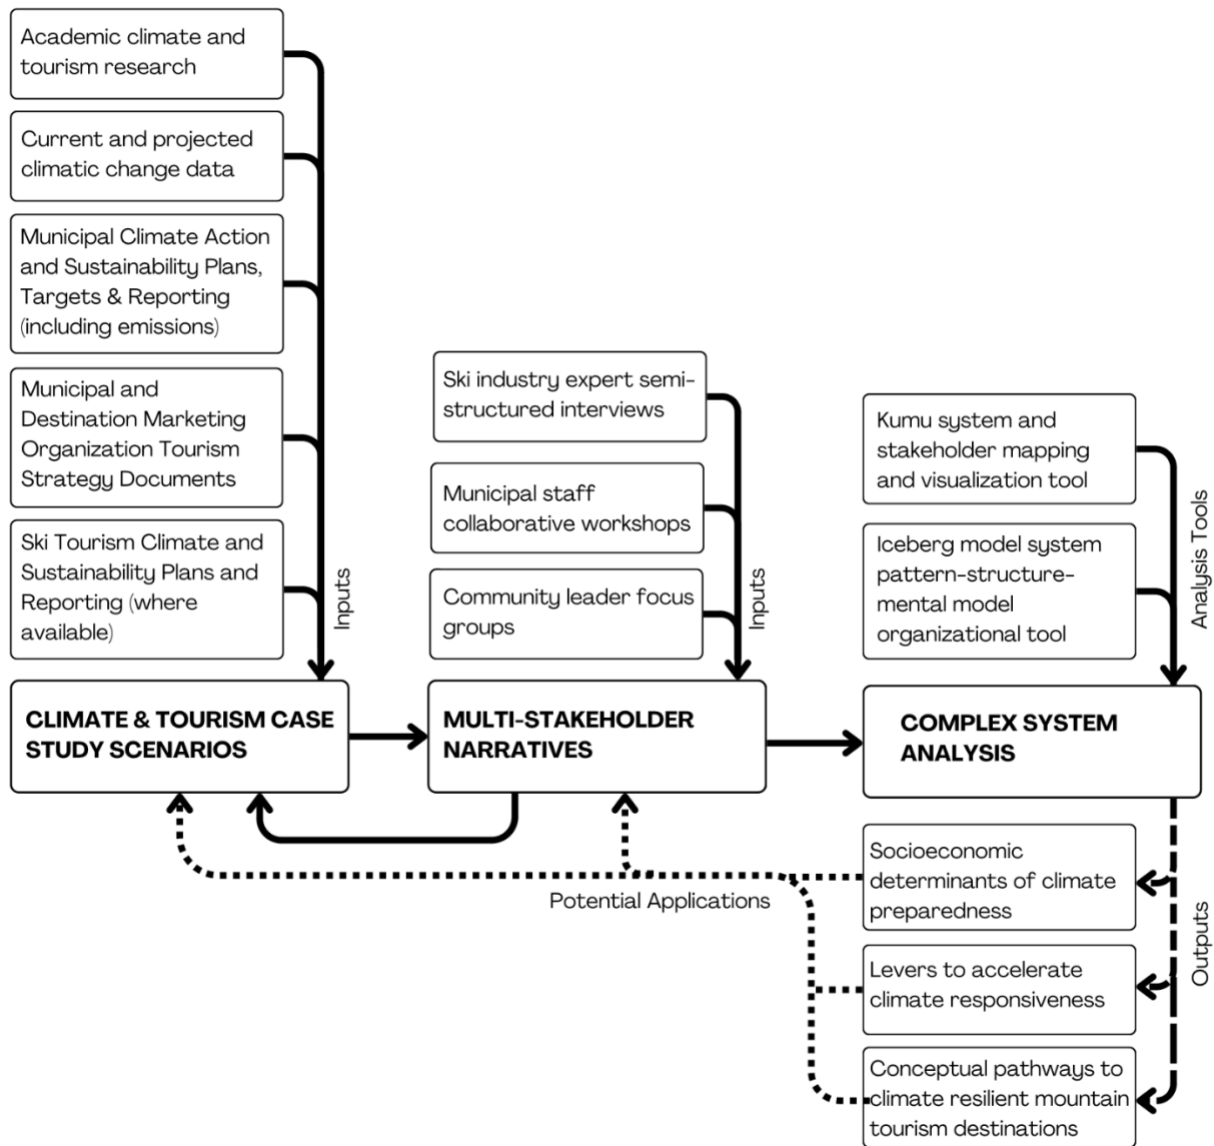 Academic climate and
tourism research
Current and projected
climatic change data
Municipal Climate Action
and Sustainability Plans,
Targets & Reporting
(including emissions)
Municipal and
Destination Marketing
Organization Tourism
Strategy Documents
Ski Tourism Climate and
Sustainability Plans and
Reporting (where
available)
Inputs
CLIMATE & TOURISM CASE
STUDY SCENARIOS
Ski industry expert semi-
structured interviews
Municipal staff
collaborative workshops
Community leader focus
groups
Inputs
MULTI-STAKEHOLDER
NARRATIVES
Kumu system and
stakeholder mapping
and visualization tool
Iceberg model system
pattern-structure-
mental model
organizational tool
Analysis Tools
COMPLEX SYSTEM
ANALYSIS
Socioeconomic
determinants of climate
preparedness
Levers to accelerate
climate responsiveness
Conceptual pathways to
climate resilient mountain
tourism destinations
Outputs
Potential Applications